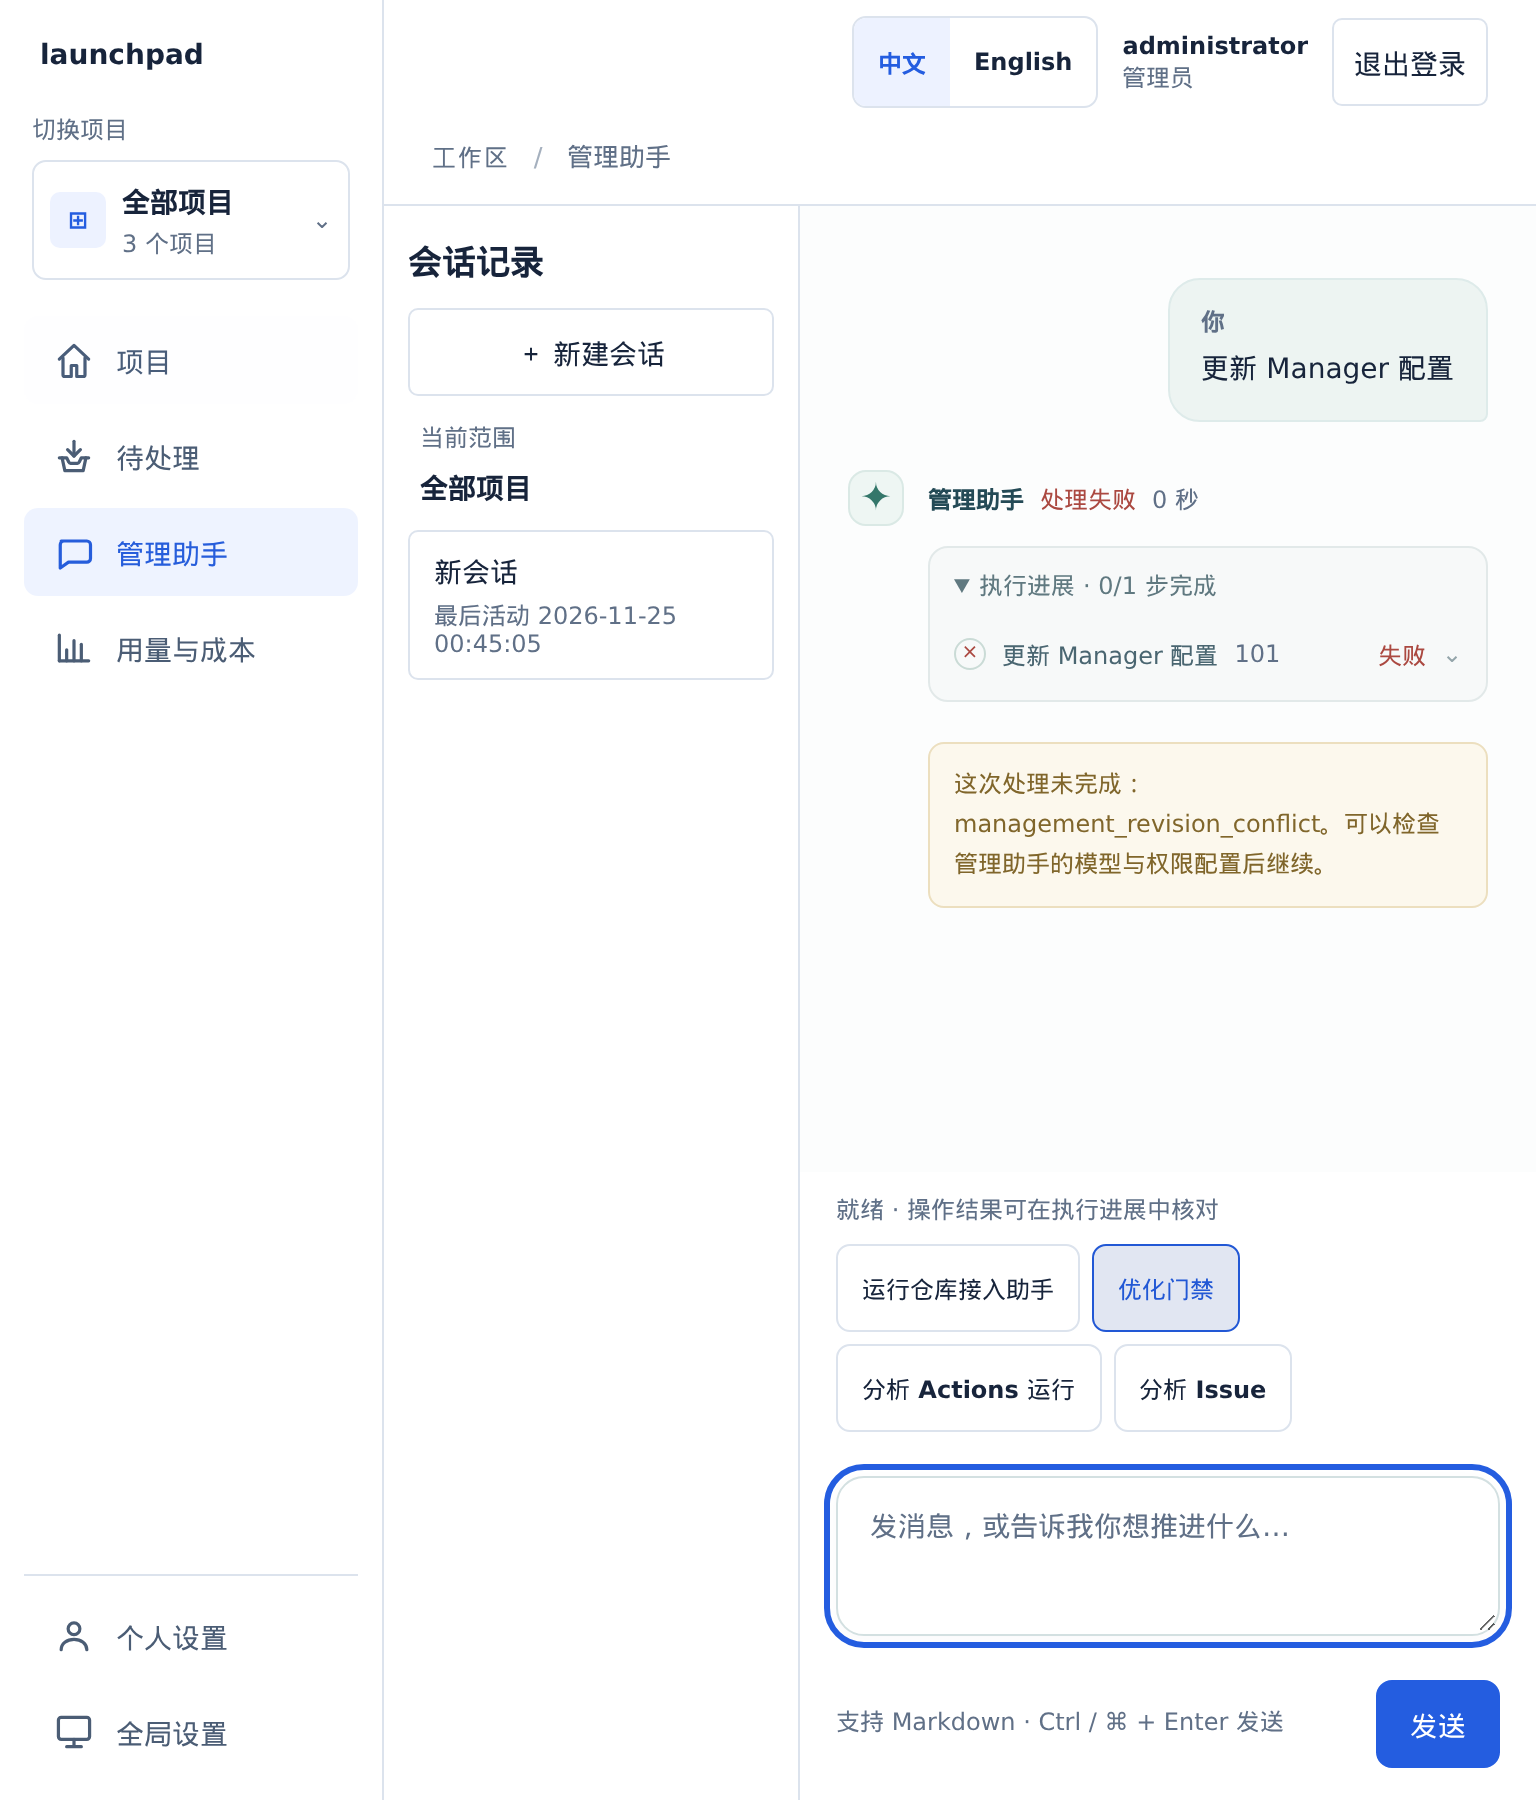 launchpad
切换项目
全部项目
3 个项目
项目
待处理
管理助手
用量与成本
个人设置
全局设置
中文
English
administrator
管理员
退出登录
工作区 / 管理助手
会话记录
+ 新建会话
当前范围
全部项目
新会话
最后活动 2026-11-25
00:45:05
你
更新 Manager 配置
管理助手 处理失败 0 秒
▼ 执行进展 · 0/1 步完成
更新 Manager 配置 101 失败
这次处理未完成：
management_revision_conflict。可以检查
管理助手的模型与权限配置后继续。
就绪 · 操作结果可在执行进展中核对
运行仓库接入助手
优化门禁
分析 Actions 运行
分析 Issue
发消息，或告诉我你想推进什么...
支持 Markdown · Ctrl / ⌘ + Enter 发送
发送